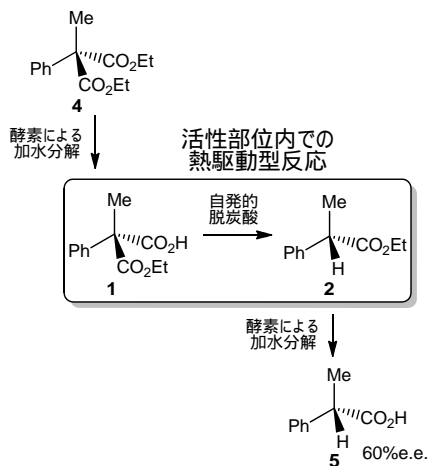 Me
Ph
CO2Et
CO2Et
4
酵素による
加水分解
活性部位内での
熱駆動型反応
Me
Ph
CO2H
CO2Et
1
自発的
脱炭酸
Me
Ph
CO2Et
H
2
酵素による
加水分解
Me
Ph
CO2H
H
5
60%e.e.